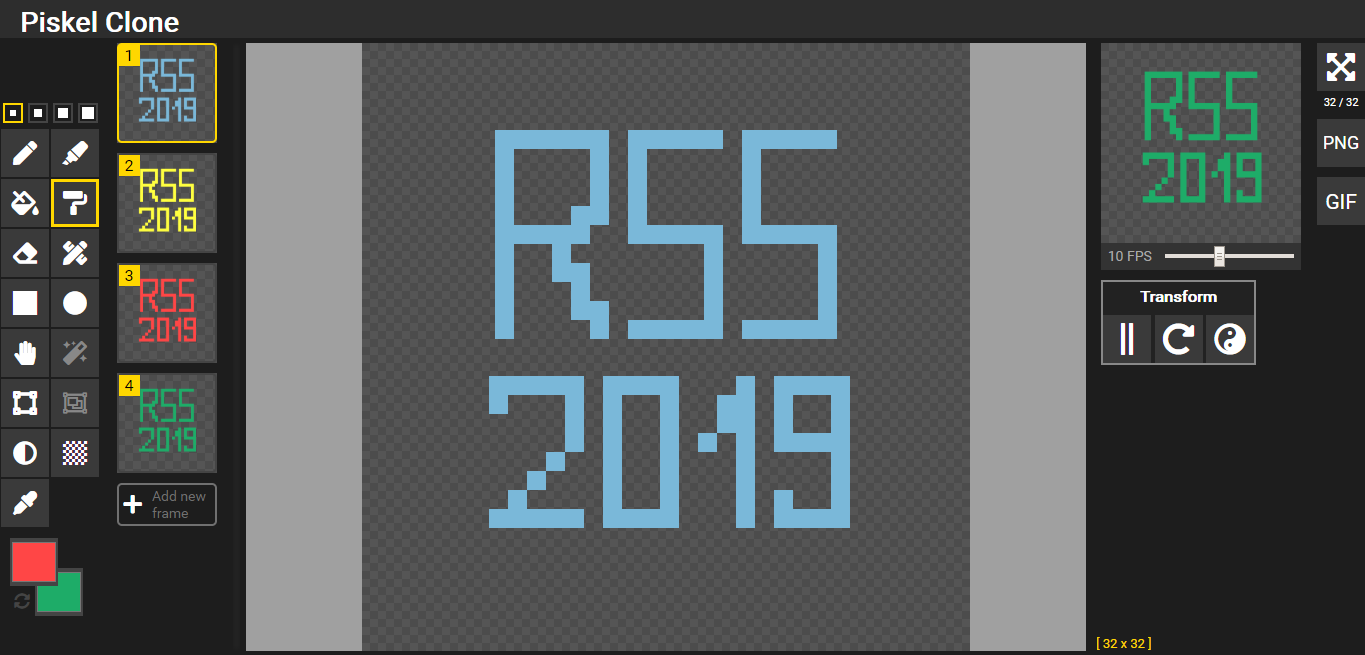 Piskel Clone
1
RSS
2019
2
RSS
2019
3
RSS
2019
4
RSS
2019
Add new
frame
RSS
2019
RSS
2019
10 FPS
Transform
32 / 32
PNG
GIF
[ 32 x 32 ]